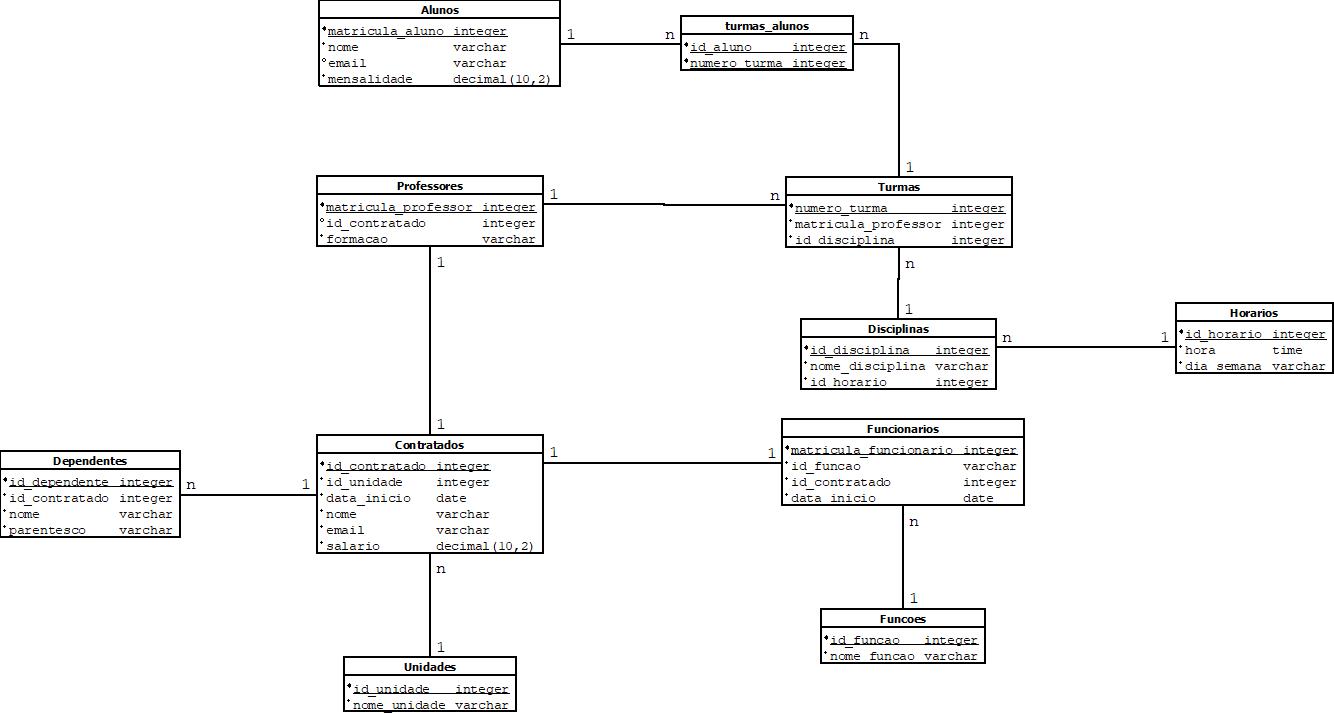 Alunos
matricula_aluno integer
nome varchar
email varchar
mensalidade decimal(10,2)
1
n
turmas_alunos
id_aluno integer
numero_turma integer
n
1
Professores
matricula_professor integer
id_contratado integer
formacao varchar
1
n
Turmas
numero_turma integer
matricula_professor integer
id_disciplina integer
1
n
1
Disciplinas
id_disciplina integer
nome_disciplina varchar
id_horario integer
n
1
Horarios
id_horario integer
hora time
dia_semana varchar
1
Contratados
id_contratado integer
id_unidade integer
data_inicio date
nome varchar
email varchar
salario decimal(10,2)
1
1
Funcionarios
matricula_funcionario integer
id_funcao varchar
id_contratado integer
data_inicio date
Dependentes
id_dependente integer
id_contratado integer
nome varchar
parentesco varchar
n
1
n
1
Funcoes
id_funcao integer
nome_funcao varchar
n
1
Unidades
id_unidade integer
nome_unidade varchar